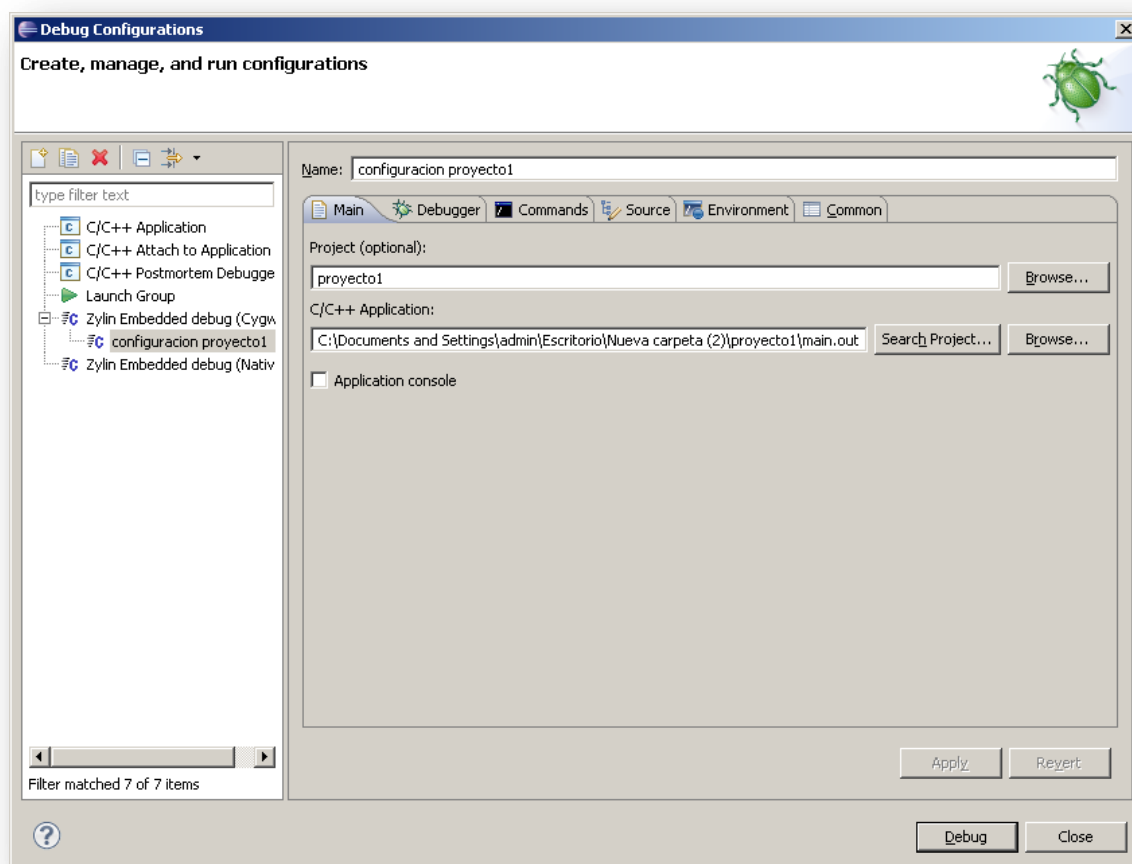 Debug Configurations
Create, manage, and run configurations
type filter text
C/C++ Application
C/C++ Attach to Application
C/C++ Postmortem Debugge
Launch Group
Zylin Embedded debug (Cygw
configuracion proyecto1
Zylin Embedded debug (Nativ
Filter matched 7 of 7 items
Name: configuracion proyecto1
Main Debugger Commands Source Environment Common
Project (optional):
proyecto1 Browse...
C/C++ Application:
C:\Documents and Settings\admin\Escritorio\Nueva carpeta (2)\proyecto1\main.out Search Project... Browse...
Application console
Apply Revert
Debug Close